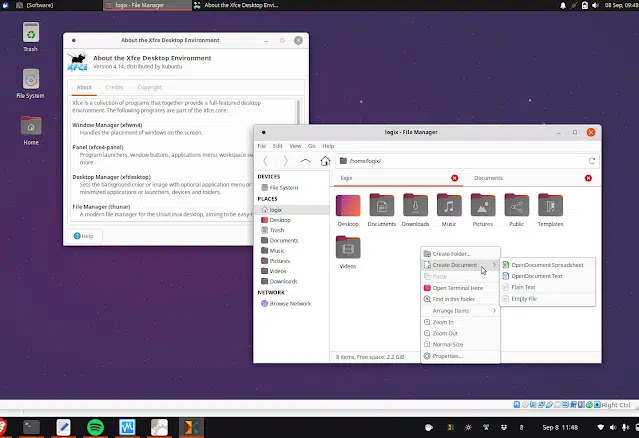 [Software]
logix - File Manager
About the Xfce Desktop Envi...
08 Sep, 09:48
Trash
File System
Home
About the Xfce Desktop Environment
About the Xfce Desktop Environment
Version 4.14, distributed by Xubuntu
About
Credits
Copyright
Xfce is a collection of programs that together provide a full-featured desktop
environment. The following programs are part of the Xfce core:
Window Manager (xfwm4)
Handles the placement of windows on the screen.
Panel (xfce4-panel)
Program launchers, window buttons, applications menu, workspace sw
more.
Desktop Manager (xfdesktop)
Sets the background color or image with optional application menu or
minimized applications or launchers, devices and folders.
File Manager (thunar)
A modern file manager for the Unix/Linux desktop, aiming to be easy-
Help
logix - File Manager
File Edit View Go Help
/home/logix/
logix
Documents
DEVICES
File System
PLACES
logix
Desktop
Trash
Documents
Music
Pictures
Videos
Downloads
NETWORK
Browse Network
Desktop
Documents
Downloads
Music
Pictures
Public
Templates
Videos
Create Folder...
Create Document
Paste
Open Terminal Here
Find in this folder
Arrange Items
Zoom In
Zoom Out
Normal Size
Properties...
OpenDocument Spreadsheet
OpenDocument Text
Plain Text
Empty File
8 items, Free space: 2.2 GiB
Right Ctrl
Sep 8 11:48